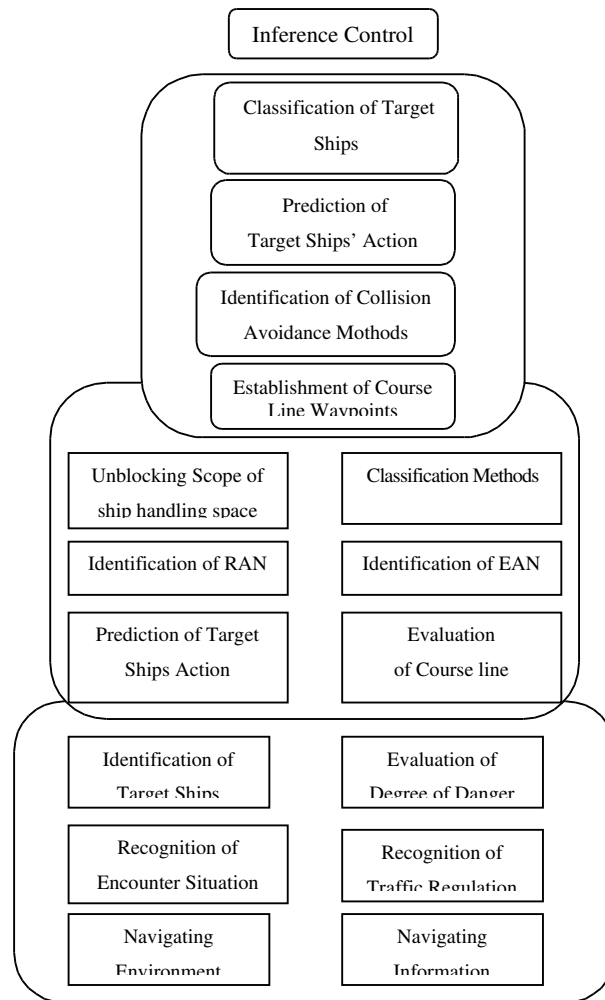 Inference Control
Classification of Target
Ships
Prediction of
Target Ships' Action
Identification of Collision
Avoidance Mothods
Establishment of Course
Line Waypoints
Unblocking Scope of
ship handling space
Classification Methods
Identification of RAN
Identification of EAN
Prediction of Target
Ships Action
Evaluation
of Course line
Identification of
Target Ships
Evaluation of
Degree of Danger
Recognition of
Encounter Situation
Recognition of
Traffic Regulation
Navigating
Environment
Navigating
Information